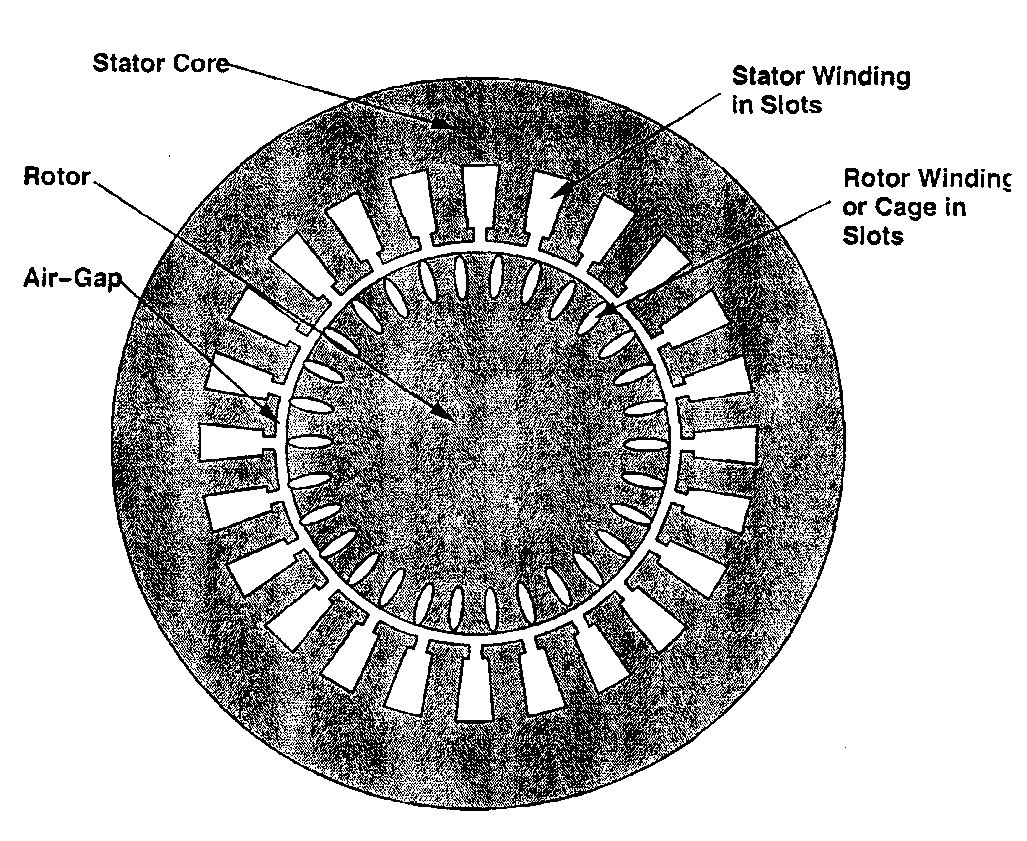 Stator Core
Stator Winding
in Slots
Rotor
Rotor Winding
or Cage in
Slots
Air-Gap